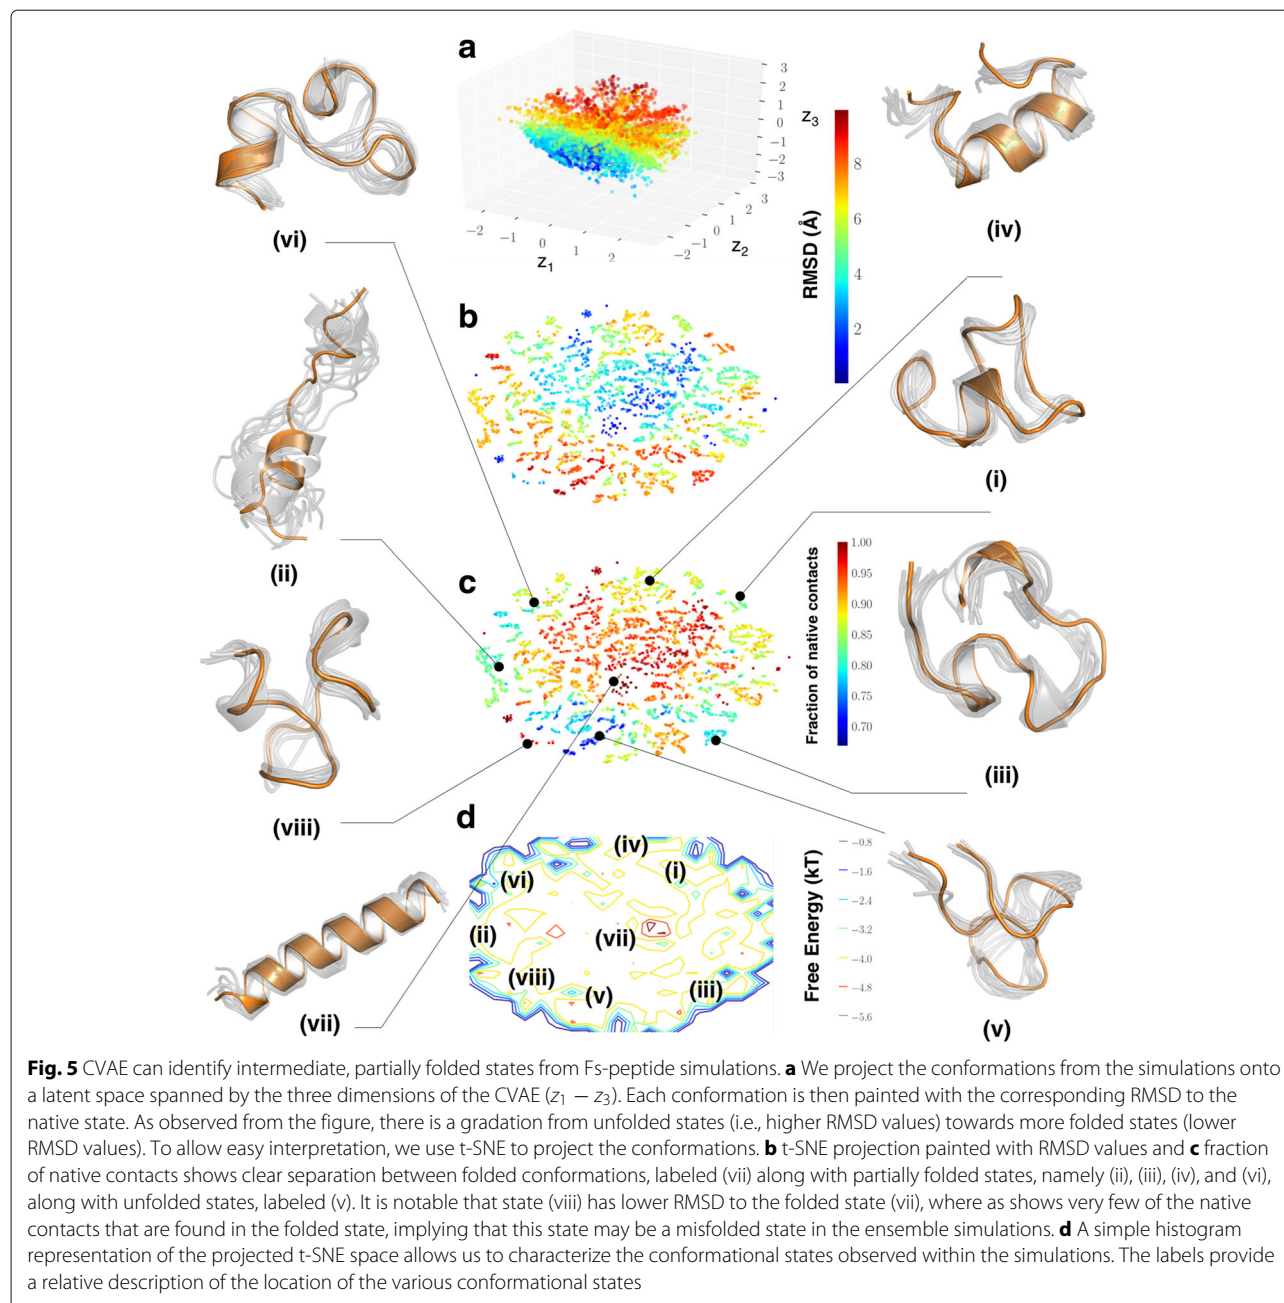 a
3
2
1
0
−1
−2
−3
z3
3
2
1
0
−1
−2
z2
−2
−1
0
1
2
z1
(vi)
(iv)
RMSD (Å)
8
6
4
2
b
(i)
(ii)
c
Fraction of native contacts
1.00
0.95
0.90
0.85
0.80
0.75
0.70
(iii)
(viii)
d
(iv)
(i)
(vi)
(ii)
(vii)
(viii)
(v)
(iii)
Free Energy (kT)
−0.8
−1.6
−2.4
−3.2
−4.0
−4.8
−5.6
(vii)
(v)
Fig. 5 CVAE can identify intermediate, partially folded states from Fs-peptide simulations. a We project the conformations from the simulations onto
a latent space spanned by the three dimensions of the CVAE (z1 − z3). Each conformation is then painted with the corresponding RMSD to the
native state. As observed from the figure, there is a gradation from unfolded states (i.e., higher RMSD values) towards more folded states (lower
RMSD values). To allow easy interpretation, we use t-SNE to project the conformations. b t-SNE projection painted with RMSD values and c fraction
of native contacts shows clear separation between folded conformations, labeled (vii) along with partially folded states, namely (ii), (iii), (iv), and (vi),
along with unfolded states, labeled (v). It is notable that state (viii) has lower RMSD to the folded state (vii), where as shows very few of the native
contacts that are found in the folded state, implying that this state may be a misfolded state in the ensemble simulations. d A simple histogram
representation of the projected t-SNE space allows us to characterize the conformational states observed within the simulations. The labels provide
a relative description of the location of the various conformational states